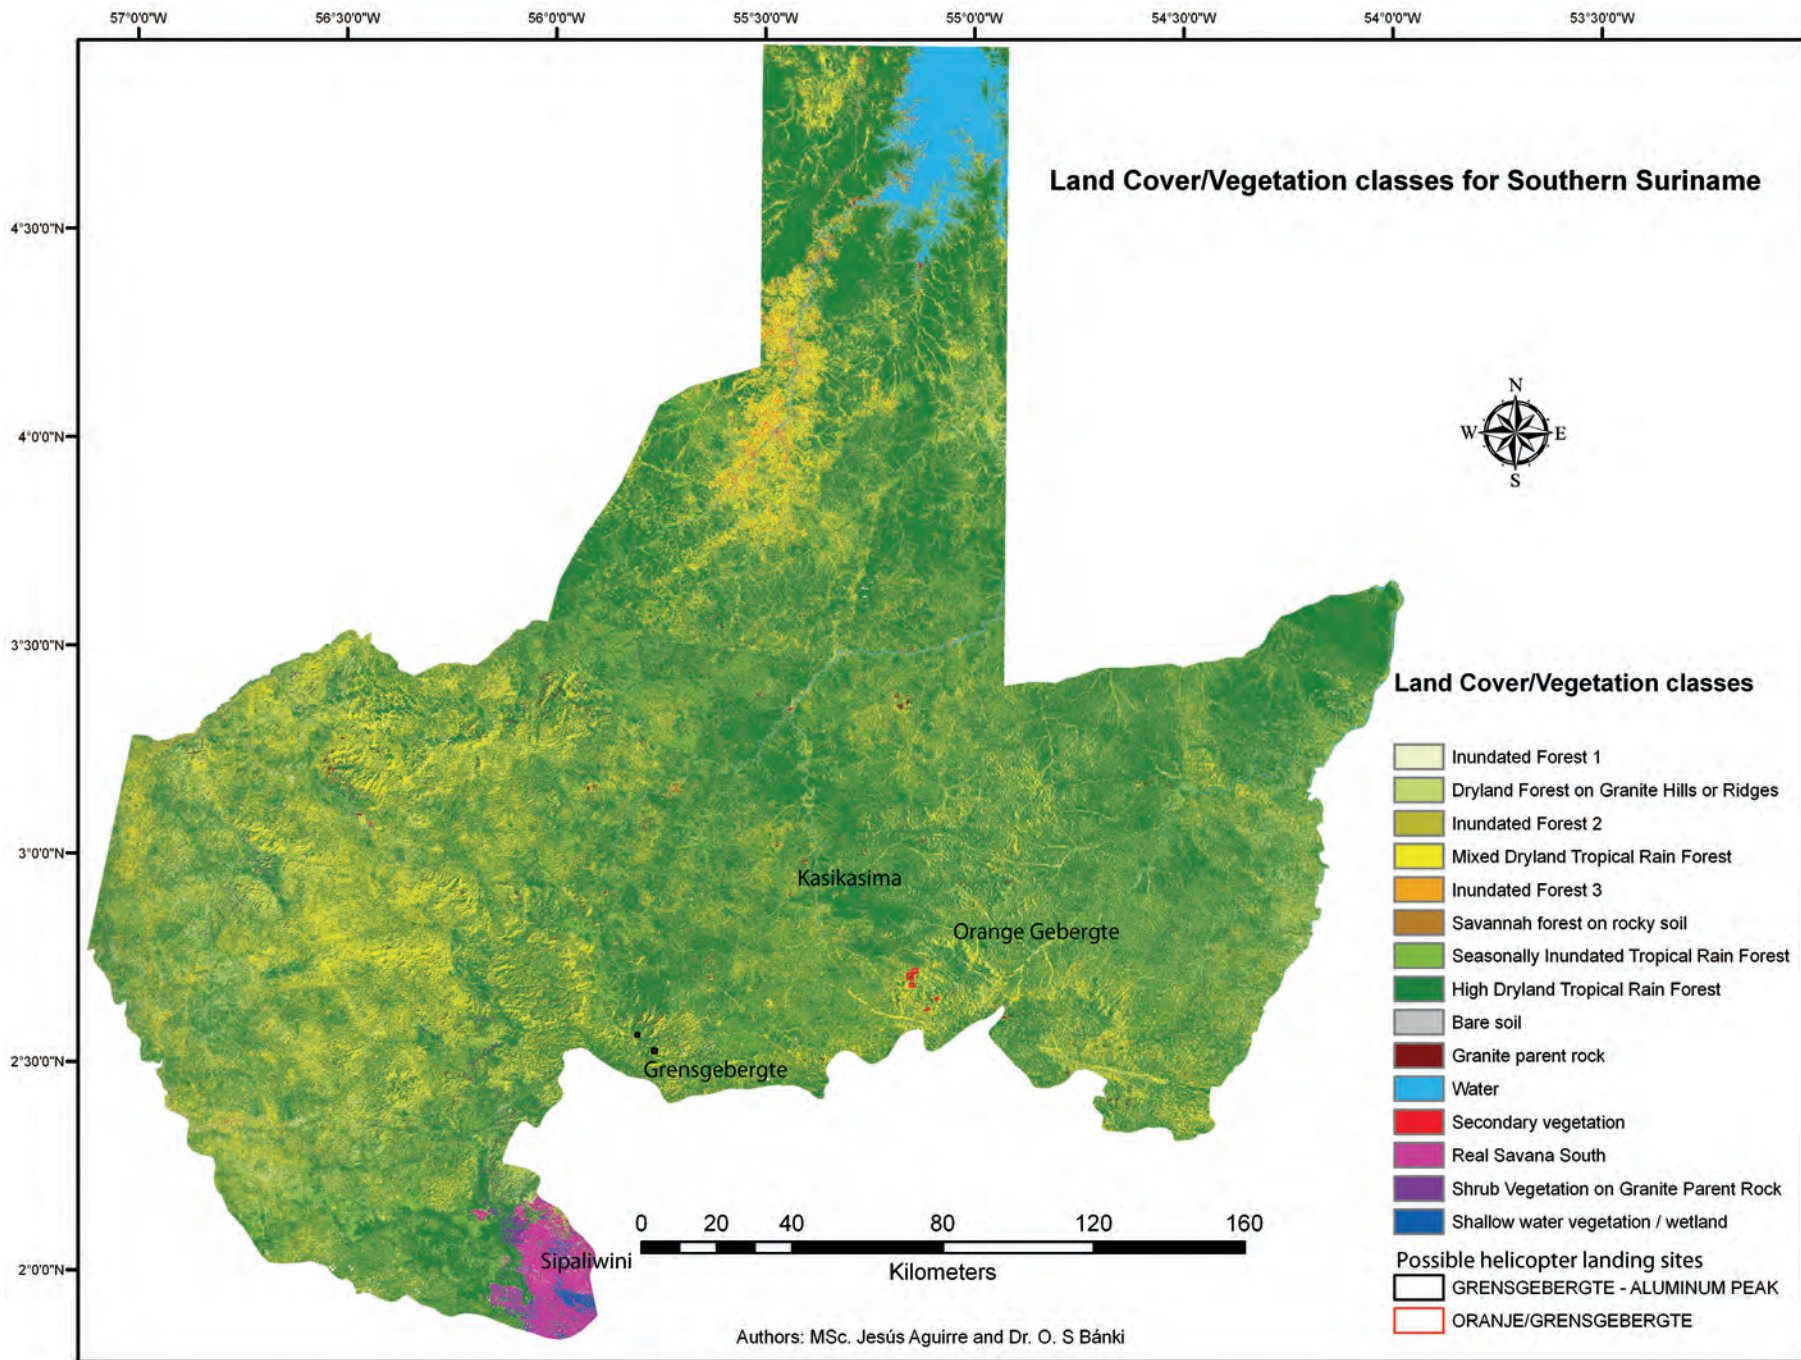 57°0'0"W 56°30'0"W 56°0'0"W 55°30'0"W 55°0'0"W 54°30'0"W 54°0'0"W 53°30'0"W
Land Cover/Vegetation classes for Southern Suriname
4°30'0"N
4°0'0"N
3°30'0"N
3°0'0"N
2°30'0"N
2°0'0"N
N
W E
S
Kasikasima
Orange Gebergte
Grensgebergte
Sipaliwini
Land Cover/Vegetation classes
Inundated Forest 1
Dryland Forest on Granite Hills or Ridges
Inundated Forest 2
Mixed Dryland Tropical Rain Forest
Inundated Forest 3
Savannah forest on rocky soil
Seasonally Inundated Tropical Rain Forest
High Dryland Tropical Rain Forest
Bare soil
Granite parent rock
Water
Secondary vegetation
Real Savana South
Shrub Vegetation on Granite Parent Rock
Shallow water vegetation / wetland
Possible helicopter landing sites
GRENSGEBERGTE - ALUMINUM PEAK
ORANJE/GRENSGEBERGTE
0 20 40 80 120 160
Kilometers
Authors: MSc. Jesús Aguirre and Dr. O. S Bánki